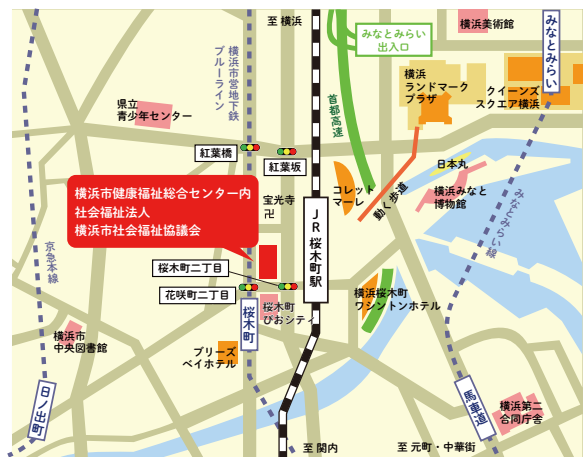 至 横浜
みなとみらい
出入口
横浜美術館
みなとみらい
横浜市営地下鉄
ブルーライン
横浜
ランドマーク
プラザ
クイーンズ
スクエア横浜
県立
青少年センター
首都高速
紅葉橋
紅葉坂
日本丸
コレット
マーレ
動く歩道
横浜みなと
博物館
横浜市健康福祉総合センター内
社会福祉法人
横浜市社会福祉協議会
宝光寺
卍
JR桜木町駅
みなとみらい線
京急本線
桜木町二丁目
花咲町二丁目
桜木町
桜木町
ぴおシティ
横浜桜木町
ワシントンホテル
横浜市
中央図書館
ブリーズ
ベイホテル
日ノ出町
馬車道
横浜第二
合同庁舎
至 関内
至 元町・中華街